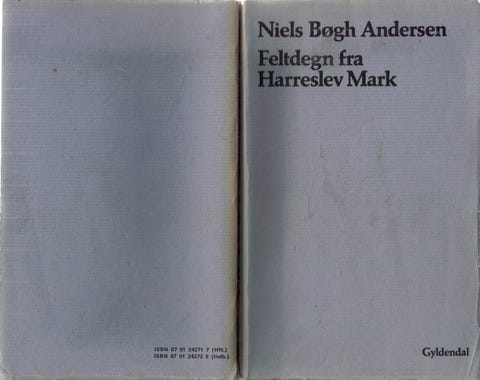 Niels Bøgh Andersen
Feltdegn fra
Harreslev Mark
Gyldendal
ISBN 87 01 24271 7 (Hft.)
ISBN 87 01 24272 5 (Indb.)